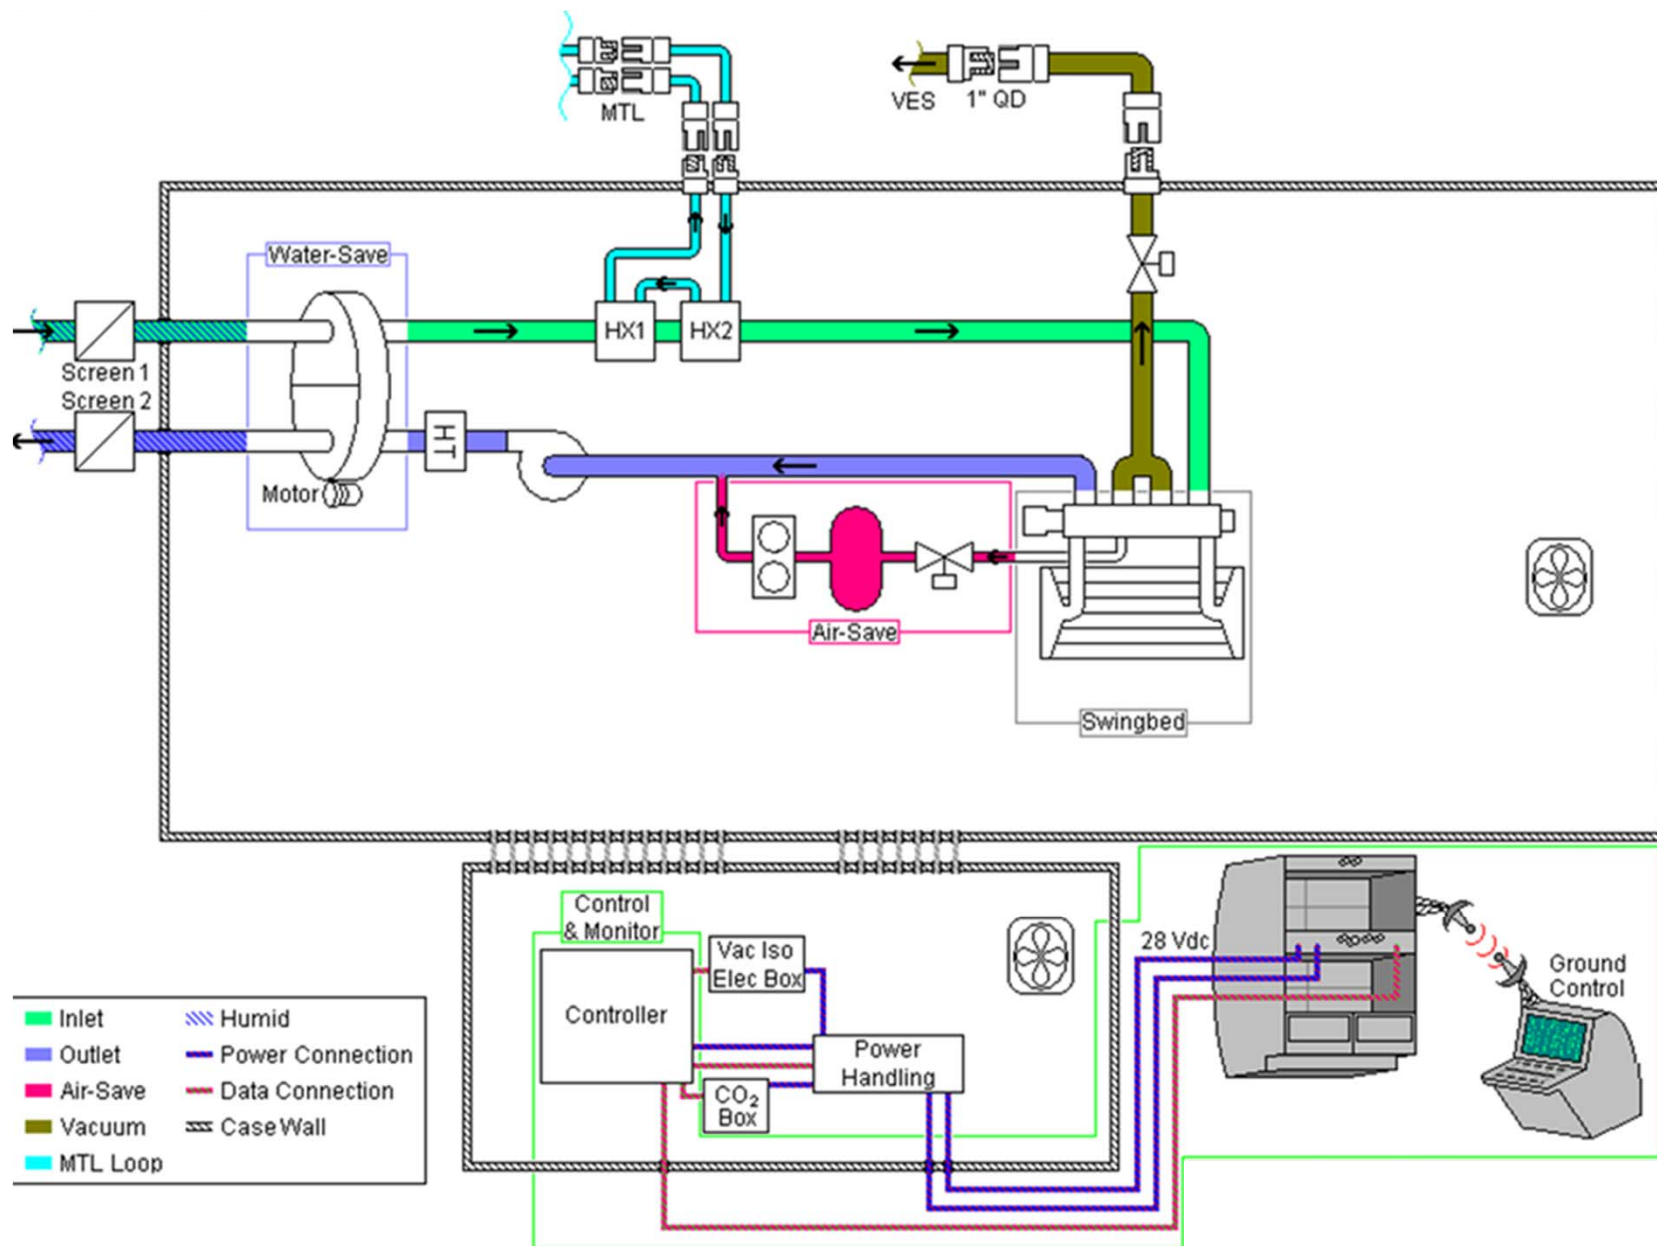 MTL
VES
1" QD
Water-Save
HX1
HX2
Screen 1
Screen 2
HT
Motor
Air-Save
Swingbed
Control
& Monitor
Vac Iso
Elec Box
28 Vdc
Ground
Control
Controller
Power
Handling
CO₂
Box
Inlet
Outlet
Air-Save
Vacuum
MTL Loop
Humid
Power Connection
Data Connection
Case Wall